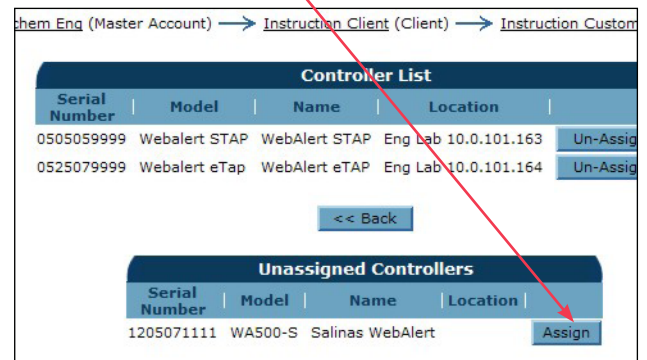 chem Eng (Master Account) → Instruction Client (Client) → Instruction Custom
Controller List
Serial Number | Model | Name | Location |
0505059999 Webalert STAP WebAlert STAP Eng Lab 10.0.101.163 Un-Assig
0525079999 Webalert eTap WebAlert eTAP Eng Lab 10.0.101.164 Un-Assig
<< Back
Unassigned Controllers
Serial Number | Model | Name | Location |
1205071111 WA500-S Salinas WebAlert Assign